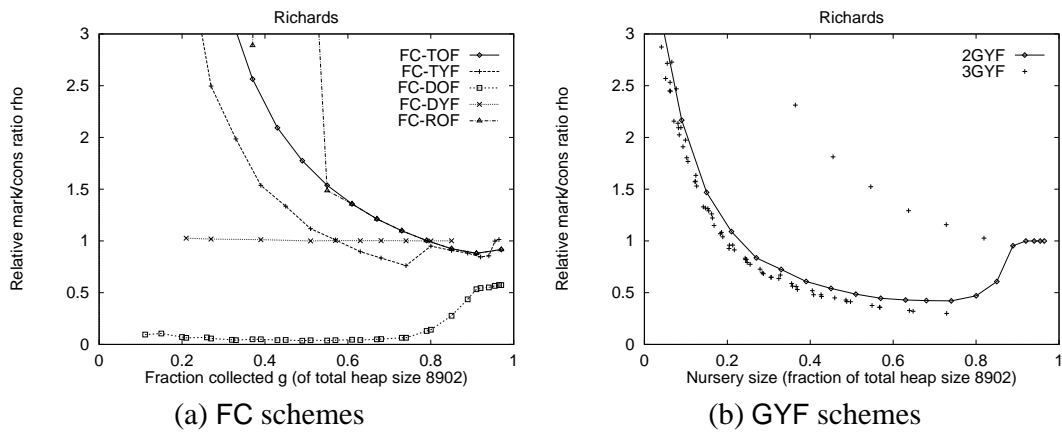 Richards
3
2.5
2
1.5
1
0.5
0
Relative mark/cons ratio rho
FC-TOF
FC-TYF
FC-DOF
FC-DYF
FC-ROF
0 0.2 0.4 0.6 0.8 1
Fraction collected g (of total heap size 8902)
(a) FC schemes
Richards
3
2.5
2
1.5
1
0.5
0
Relative mark/cons ratio rho
2GYF
3GYF
0 0.2 0.4 0.6 0.8 1
Nursery size (fraction of total heap size 8902)
(b) GYF schemes